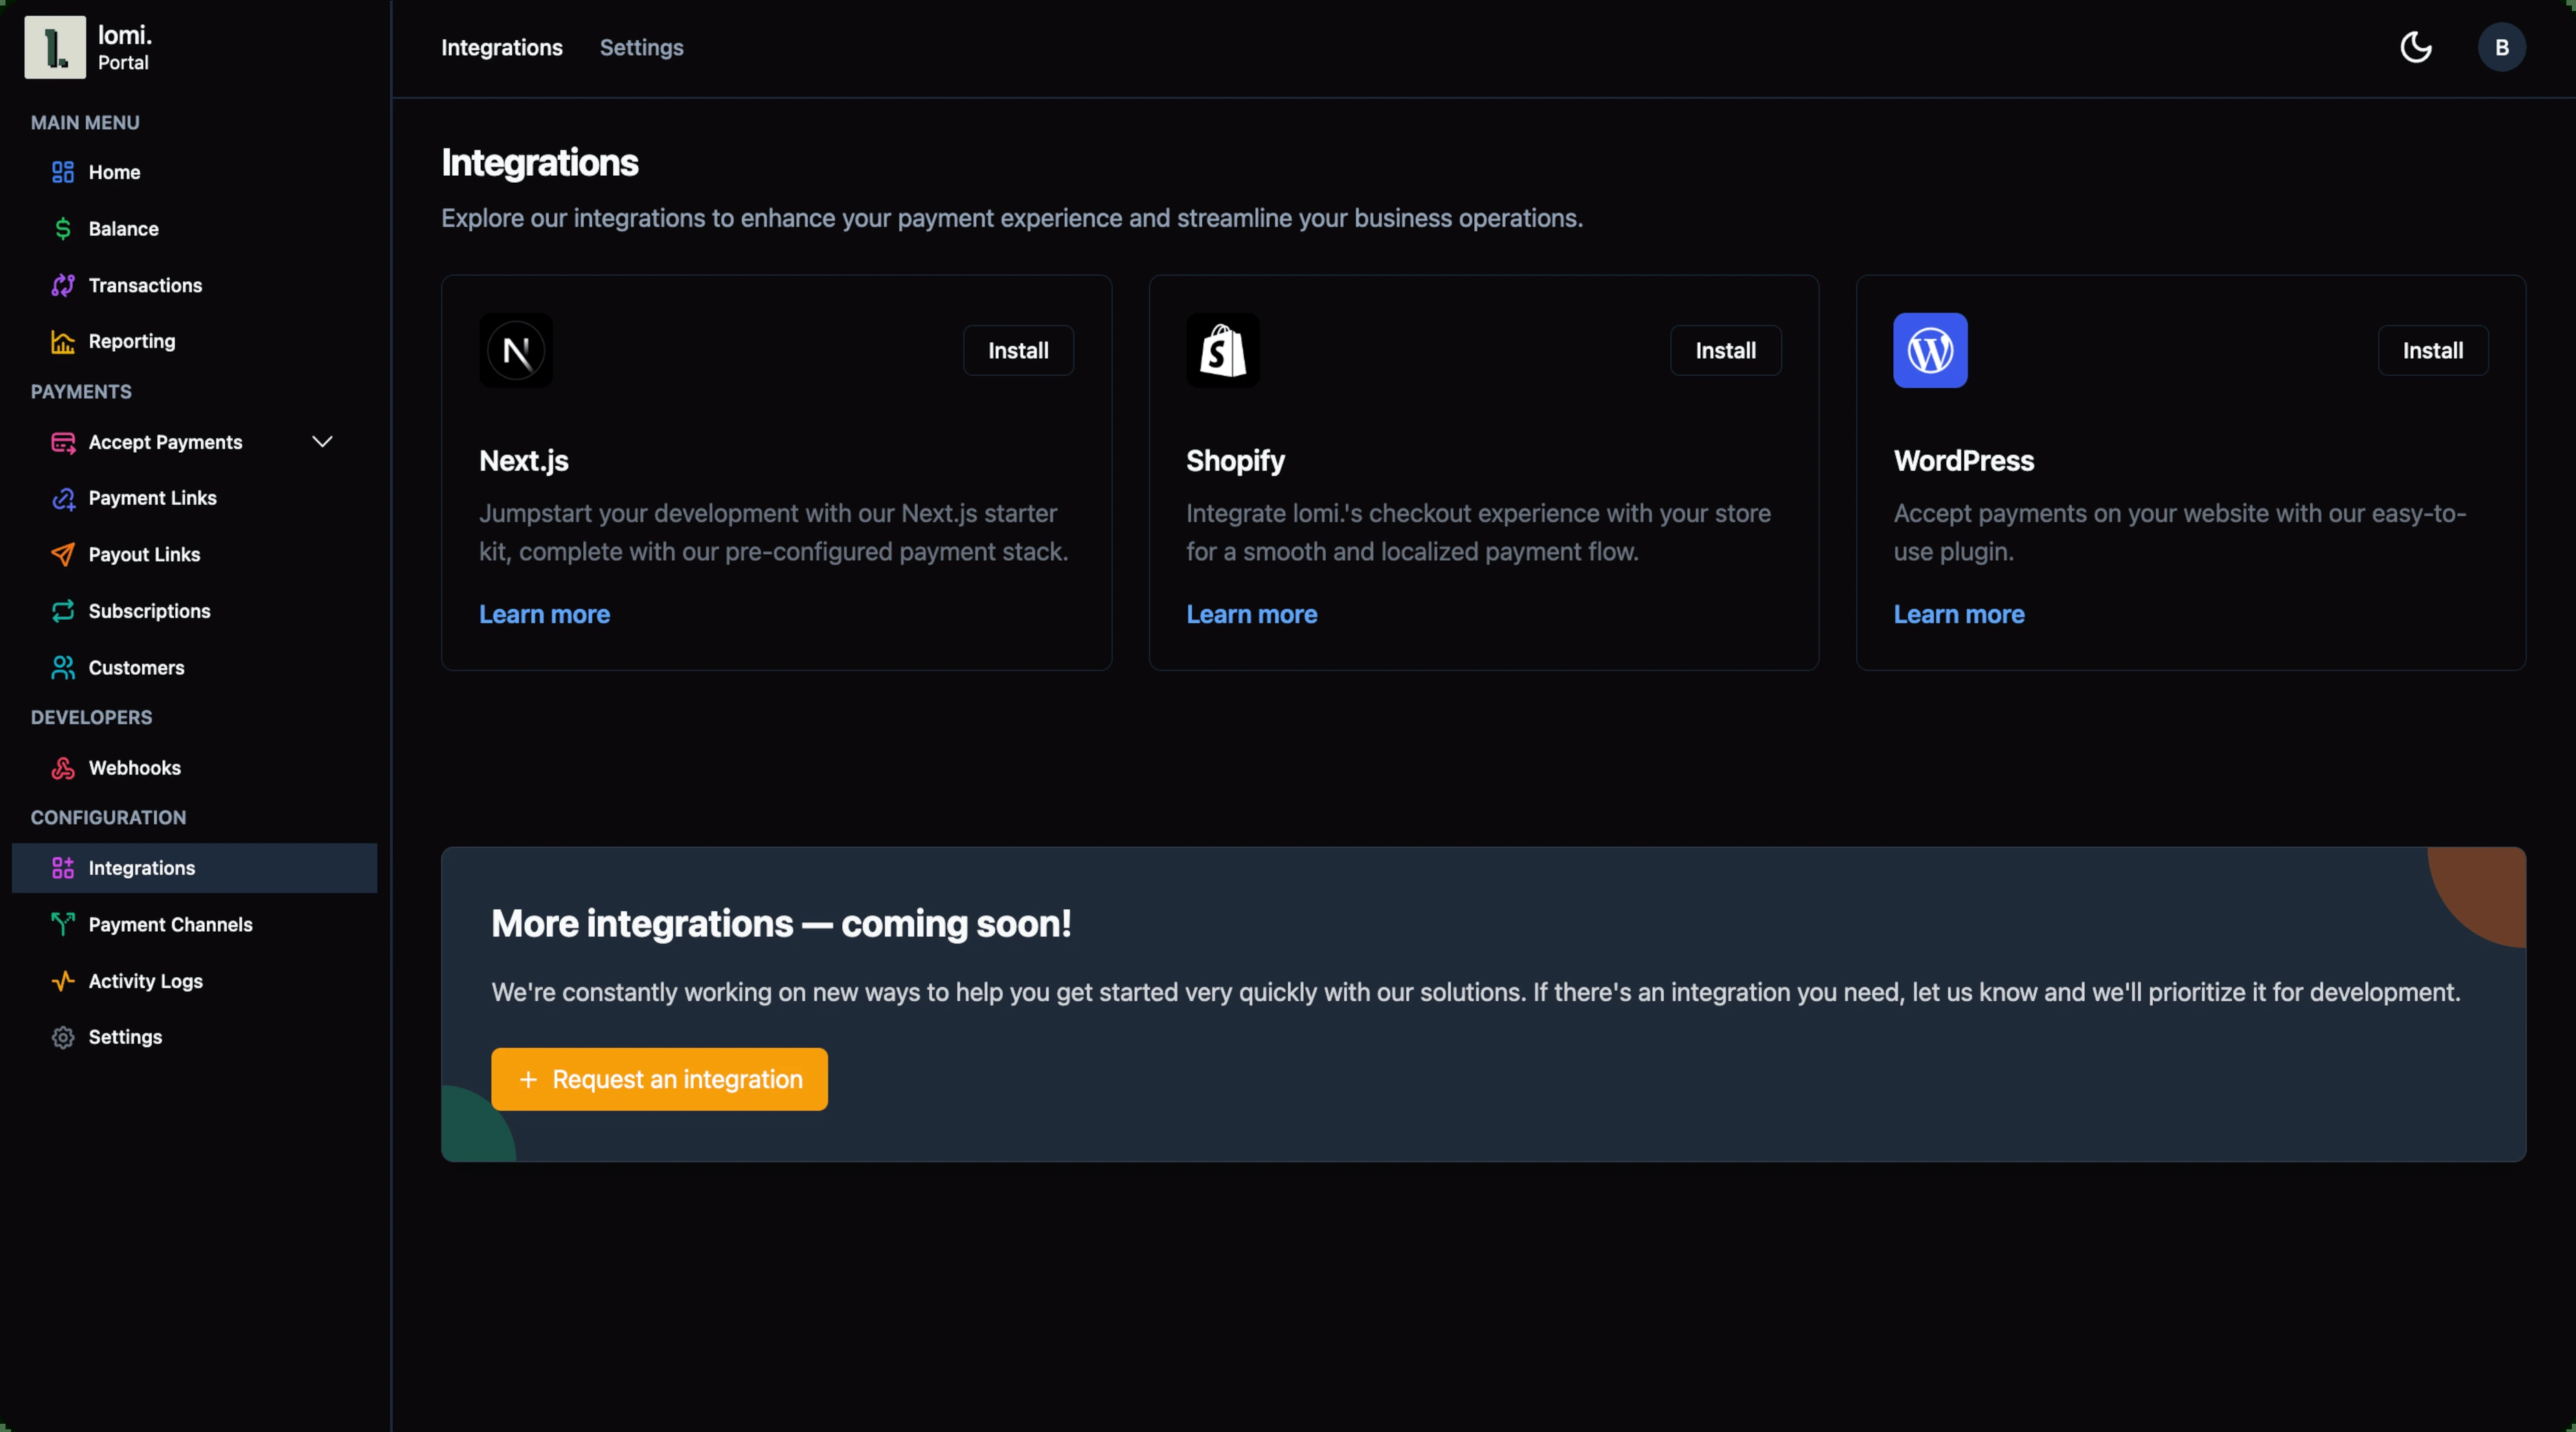 lomi.
Portal
MAIN MENU
Home
Balance
Transactions
Reporting
PAYMENTS
Accept Payments
Payment Links
Payout Links
Subscriptions
Customers
DEVELOPERS
Webhooks
CONFIGURATION
Integrations
Payment Channels
Activity Logs
Settings
Integrations Settings
B
Integrations
Explore our integrations to enhance your payment experience and streamline your business operations.
Install
Next.js
Jumpstart your development with our Next.js starter
kit, complete with our pre-configured payment stack.
Learn more
Install
Shopify
Integrate lomi.'s checkout experience with your store
for a smooth and localized payment flow.
Learn more
Install
WordPress
Accept payments on your website with our easy-to-
use plugin.
Learn more
More integrations — coming soon!
We're constantly working on new ways to help you get started very quickly with our solutions. If there's an integration you need, let us know and we'll prioritize it for development.
+ Request an integration